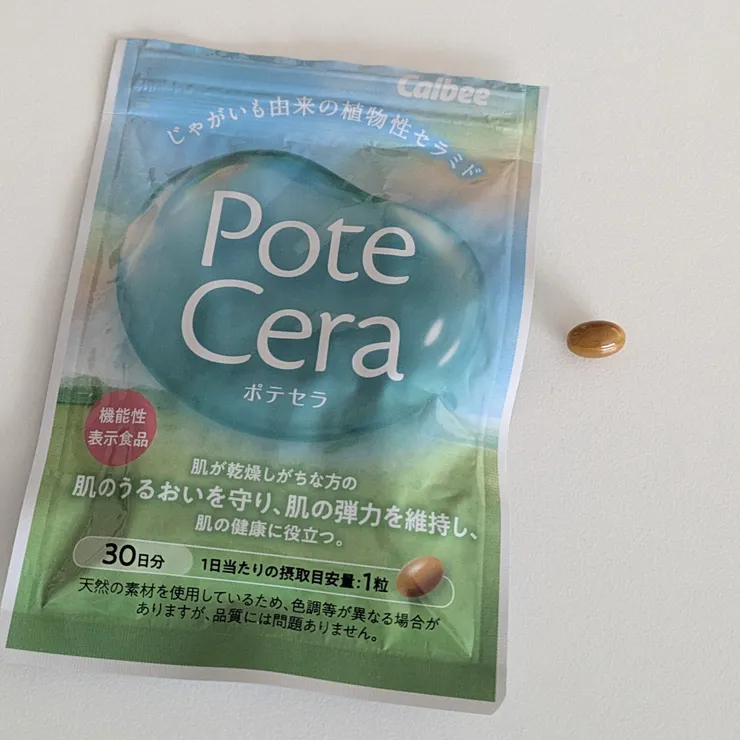 Calbee
じゃがいも由来の植物性セラミド
Pote
Cera
ポテセラ
機能性
表示食品
肌が乾燥しがちな方の
肌のうるおいを守り、肌の弾力を維持し、
肌の健康に役立つ。
30日分 1日当たりの摂取目安量:1粒
天然の素材を使用しているため、色調等が異なる場合が
ありますが、品質には問題ありません。